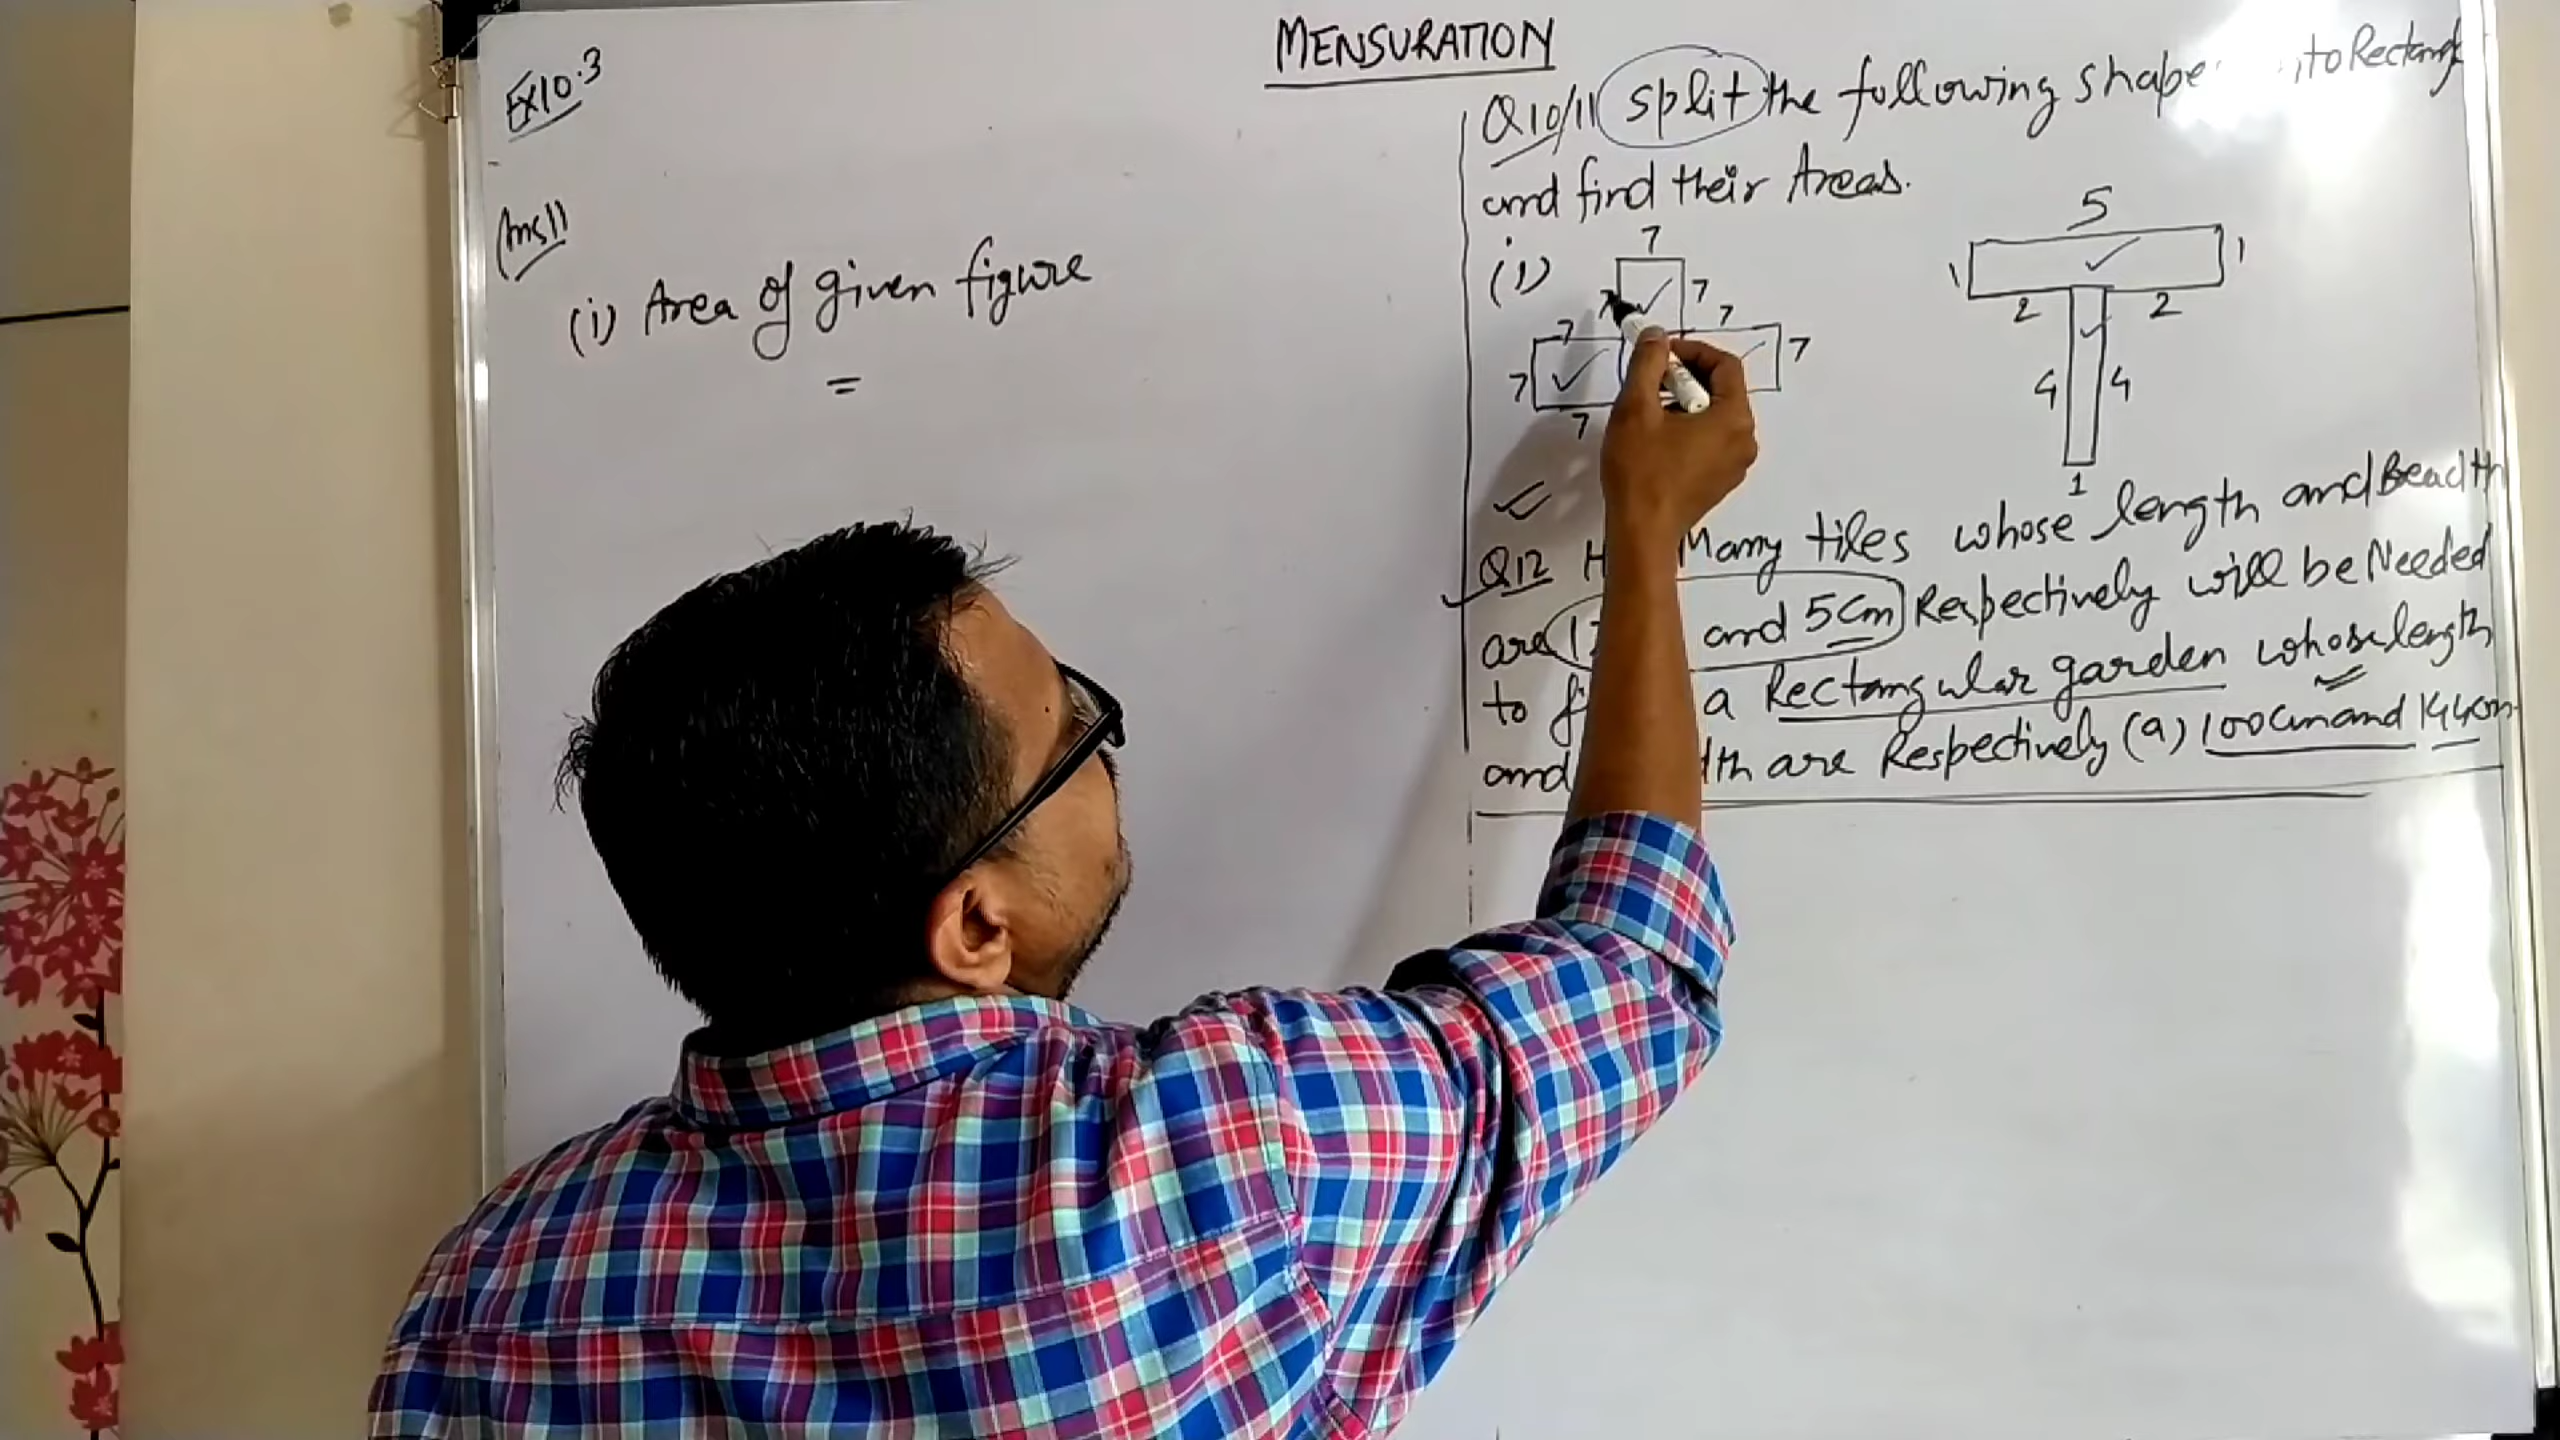 MENSURATION
Ex10.3
Ans11
(i) Area of given figure
=
Q10/11 split the following shape to Rectangle
and find their Areas.
(i)
7
7 7
7 7
7 7
7
5
1 1
2 2
4 4
1
Q12 Many tiles whose length and Beadth
are and 5cm Respectively will be Needed
to a Rectangular garden whose length
and are Respectively (a) 100cm and 144cm